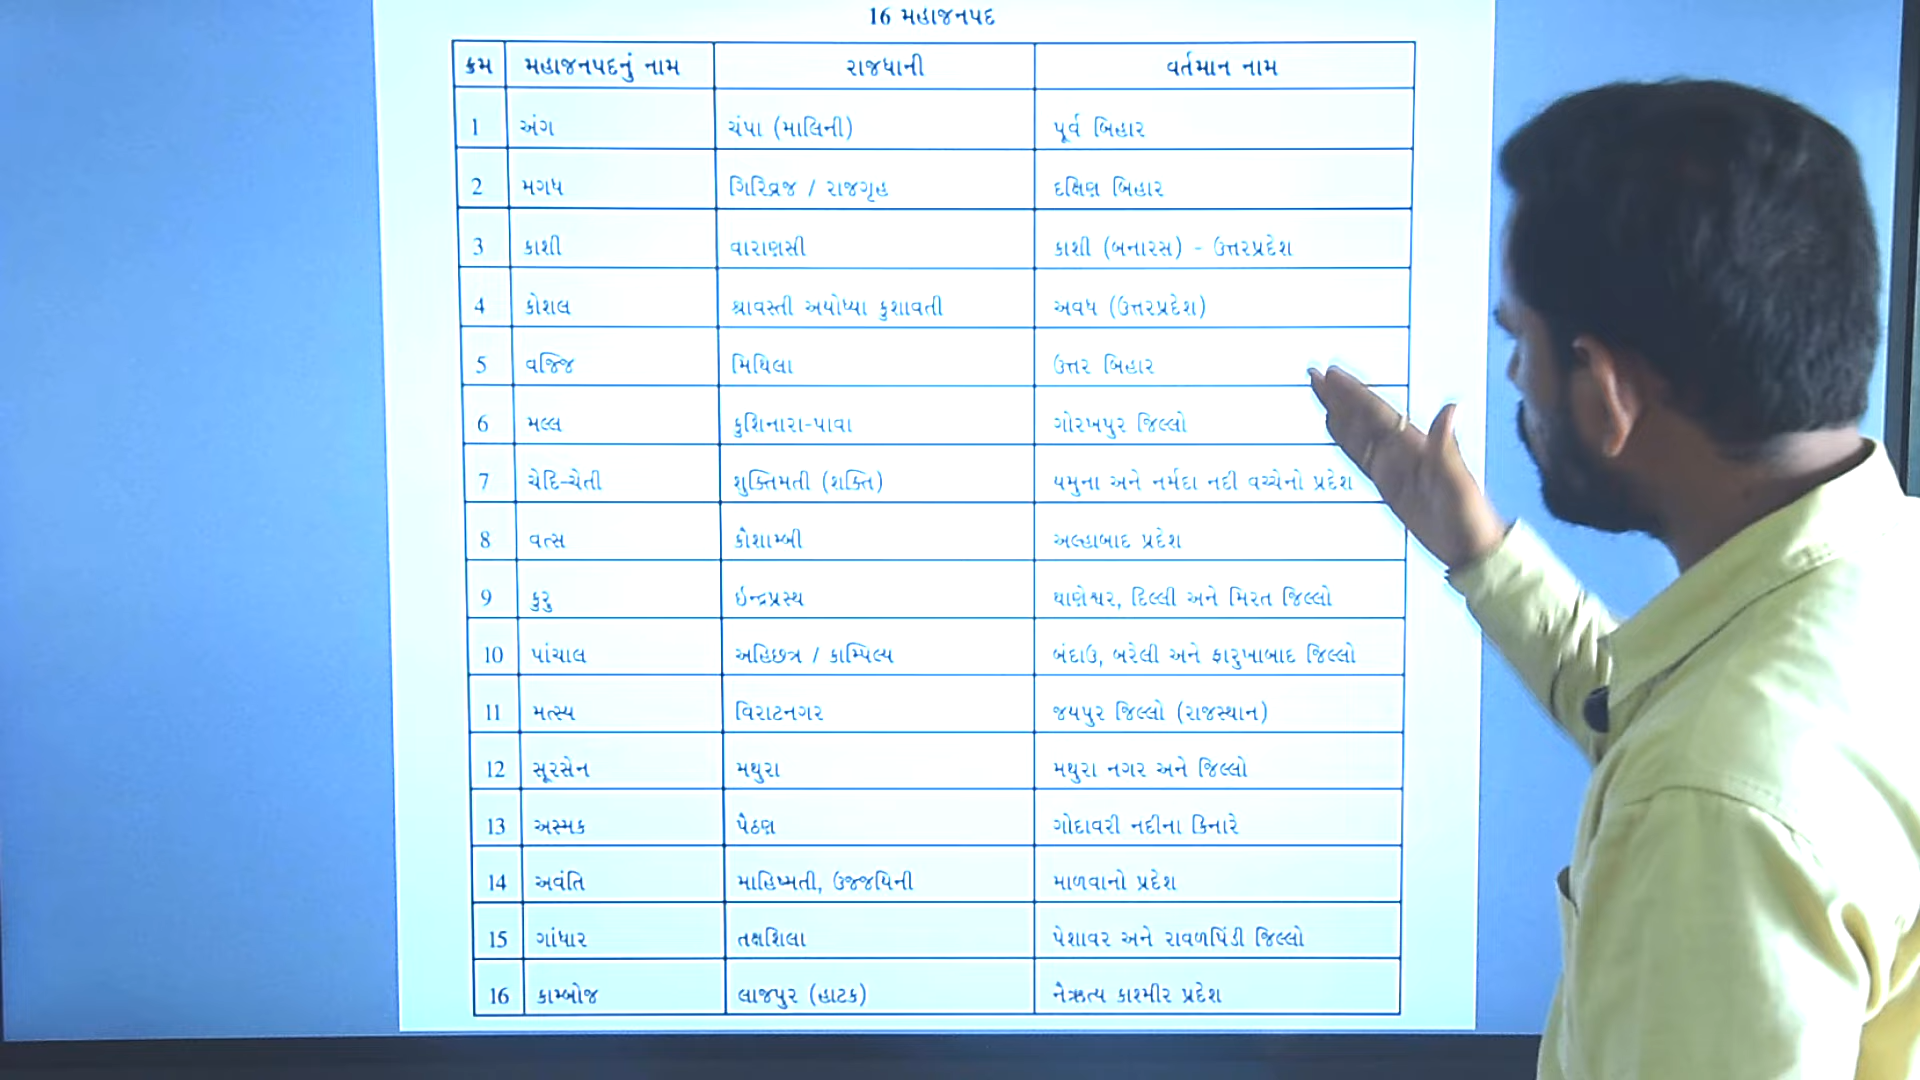 16 મહાજનપદ
ક્રમ મહાજનપદનું નામ રાજધાની વર્તમાન નામ
1 અંગ ચંપા (માલિની) પૂર્વ બિહાર
2 મગધ ગિરિવ્રજ / રાજગૃહ દક્ષિણ બિહાર
3 કાશી વારાણસી કાશી (બનારસ) - ઉત્તરપ્રદેશ
4 કોશલ શ્રાવસ્તી અયોધ્યા કુશાવતી અવધ (ઉત્તરપ્રદેશ)
5 વજ્જિ મિથિલા ઉત્તર બિહાર
6 મલ્લ કુશિનારા-પાવા ગોરખપુર જિલ્લો
7 ચેદિ-ચેતી શુક્તિમતી (શક્તિ) યમુના અને નર્મદા નદી વચ્ચેનો પ્રદેશ
8 વત્સ કૌશામ્બી અલ્હાબાદ પ્રદેશ
9 કુરુ ઇન્દ્રપ્રસ્થ થાણેશ્વર, દિલ્લી અને મિરત જિલ્લો
10 પાંચાલ અહિછત્ર / કામ્પિલ્ય બંદાઉ, બરેલી અને ફારુખાબાદ જિલ્લો
11 મત્સ્ય વિરાટનગર જયપુર જિલ્લો (રાજસ્થાન)
12 સૂરસેન મથુરા મથુરા નગર અને જિલ્લો
13 અસ્મક પૈઠણ ગોદાવરી નદીના કિનારે
14 અવંતિ માહિષ્મતી, ઉજ્જયિની માળવાનો પ્રદેશ
15 ગાંધાર તક્ષશિલા પેશાવર અને રાવળપિંડી જિલ્લો
16 કામ્બોજ લાજપુર (હાટક) નૈઋત્ય કાશ્મીર પ્રદેશ